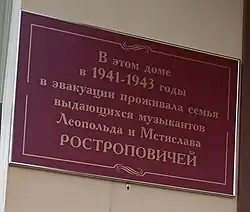 В этом доме
в 1941-1943 годы
в эвакуации проживала семья
выдающихся музыкантов
Леопольда и Мстислава
РОСТРОПОВИЧЕЙ